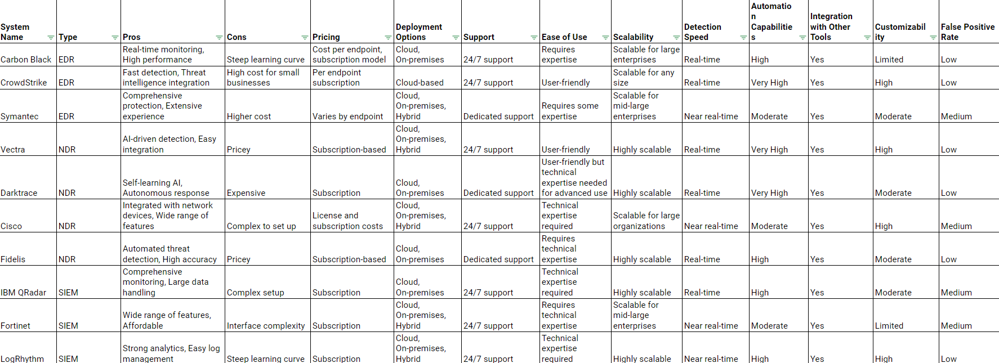 System Name	Type	Pros	Cons	Pricing	Deployment Options	Support	Ease of Use	Scalability	Detection Speed	Automatio n Capabilitie s	Integration with Other Tools	Customizabil ity	False Positive Rate
Carbon Black	EDR	Real-time monitoring, High performance	Steep learning curve	Cost per endpoint, subscription model	Cloud, On-premises	24/7 support	Requires expertise	Scalable for large enterprises	Real-time	High	Yes	Limited	Low
CrowdStrike	EDR	Fast detection, Threat intelligence integration	High cost for small businesses	Per endpoint subscription	Cloud-based	24/7 support	User-friendly	Scalable for any size	Real-time	Very High	Yes	High	Low
Symantec	EDR	Comprehensive protection, Extensive experience	Higher cost	Varies by endpoint	Cloud, On-premises, Hybrid	Dedicated support	Requires some expertise	Scalable for mid-large enterprises	Near real-time	Moderate	Yes	Moderate	Medium
Vectra	NDR	AI-driven detection, Easy integration	Pricey	Subscription-based	Cloud, On-premises, Hybrid	24/7 support	User-friendly	Highly scalable	Real-time	Very High	Yes	High	Low
Darktrace	NDR	Self-learning AI, Autonomous response	Expensive	Subscription	Cloud, On-premises	Dedicated support	User-friendly but technical expertise needed for advanced use	Highly scalable	Real-time	Very High	Yes	Moderate	Low
Cisco	NDR	Integrated with network devices, Wide range of features	Complex to set up	License and subscription costs	Cloud, On-premises, Hybrid	24/7 support	Technical expertise required	Scalable for large organizations	Near real-time	Moderate	Yes	High	Medium
Fidelis	NDR	Automated threat detection, High accuracy	Pricey	Subscription-based	Cloud, On-premises	Dedicated support	Requires technical expertise	Highly scalable	Real-time	High	Yes	Moderate	Low
IBM QRadar	SIEM	Comprehensive monitoring, Large data handling	Complex setup	Subscription	Cloud, On-premises	24/7 support	Technical expertise required	Highly scalable	Real-time	High	Yes	Moderate	Medium
Fortinet	SIEM	Wide range of features, Affordable	Interface complexity	Subscription	Cloud, On-premises, Hybrid	24/7 support	Requires technical expertise	Scalable for mid-large enterprises	Near real-time	Moderate	Yes	Limited	Medium
LogRhythm	SIEM	Strong analytics, Easy log management	Steep learning curve	Subscription	Cloud, On-premises, Hybrid	24/7 support	Technical expertise required	Highly scalable	Near real-time	High	Yes	High	Low